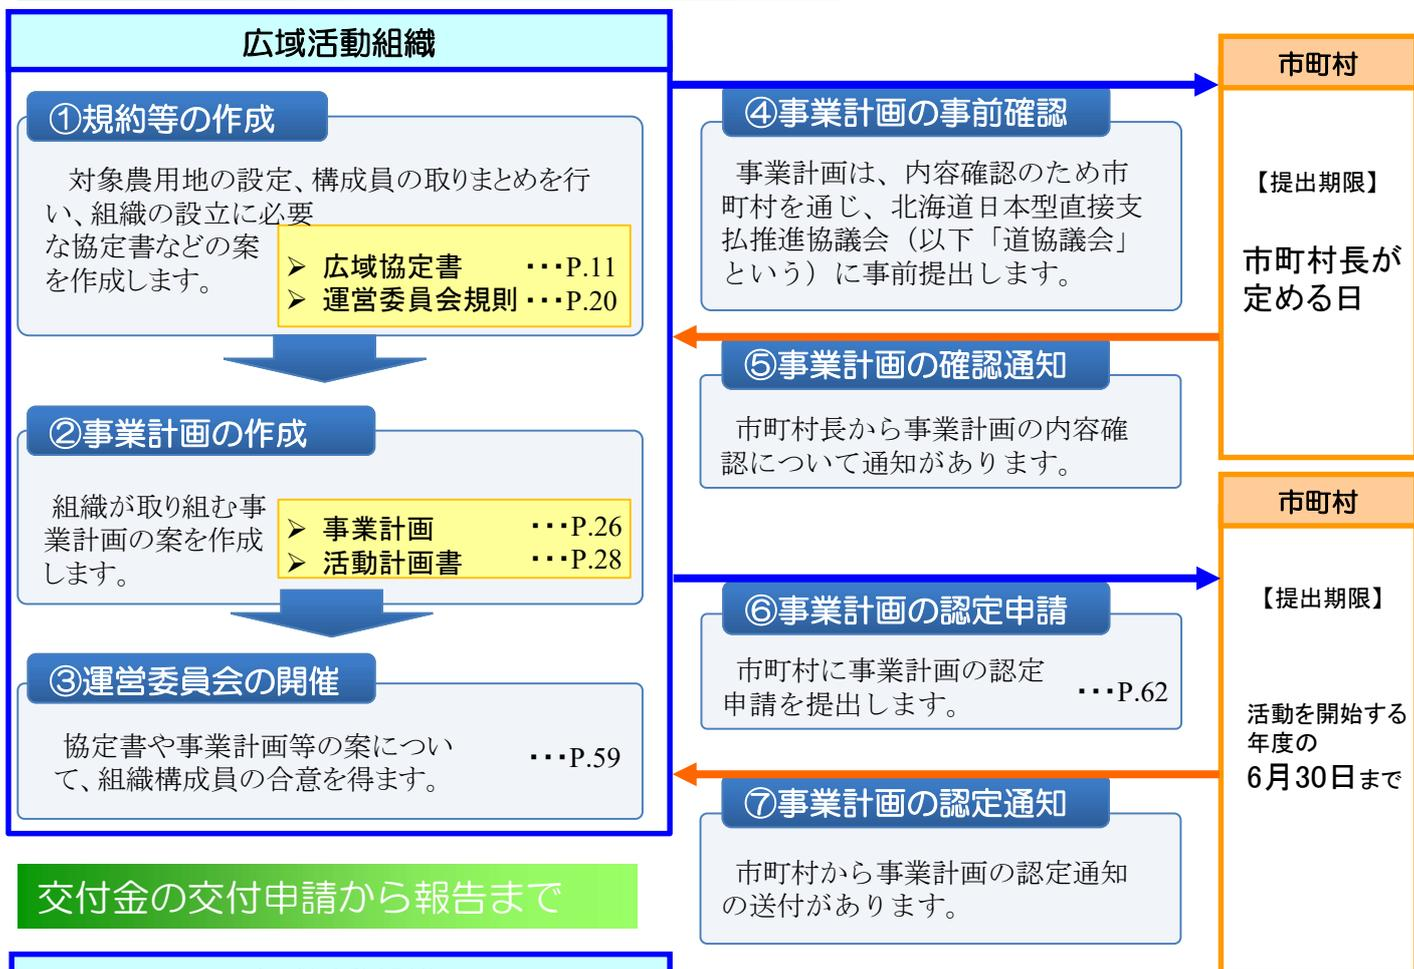 広域活動組織
①規約等の作成
対象農用地の設定、構成員の取りまとめを行
い、組織の設立に必要
な協定書などの案
を作成します。
➢ 広域協定書 ・・・P.11
➢ 運営委員会規則・・・P.20
②事業計画の作成
組織が取り組む事
業計画の案を作成
します。
➢ 事業計画 ・・・P.26
➢ 活動計画書 ・・・P.28
③運営委員会の開催
協定書や事業計画等の案につい
て、組織構成員の合意を得ます。
・・・P.59
④事業計画の事前確認
事業計画は、内容確認のため市
町村を通じ、北海道日本型直接支
払推進協議会（以下「道協議会」
という）に事前提出します。
⑤事業計画の確認通知
市町村長から事業計画の内容確
認について通知があります。
市町村
【提出期限】
市町村長が
定める日
⑥事業計画の認定申請
市町村に事業計画の認定
申請を提出します。
・・・P.62
⑦事業計画の認定通知
市町村から事業計画の認定通知
の送付があります。
市町村
【提出期限】
活動を開始する
年度の
6月30日まで
交付金の交付申請から報告まで